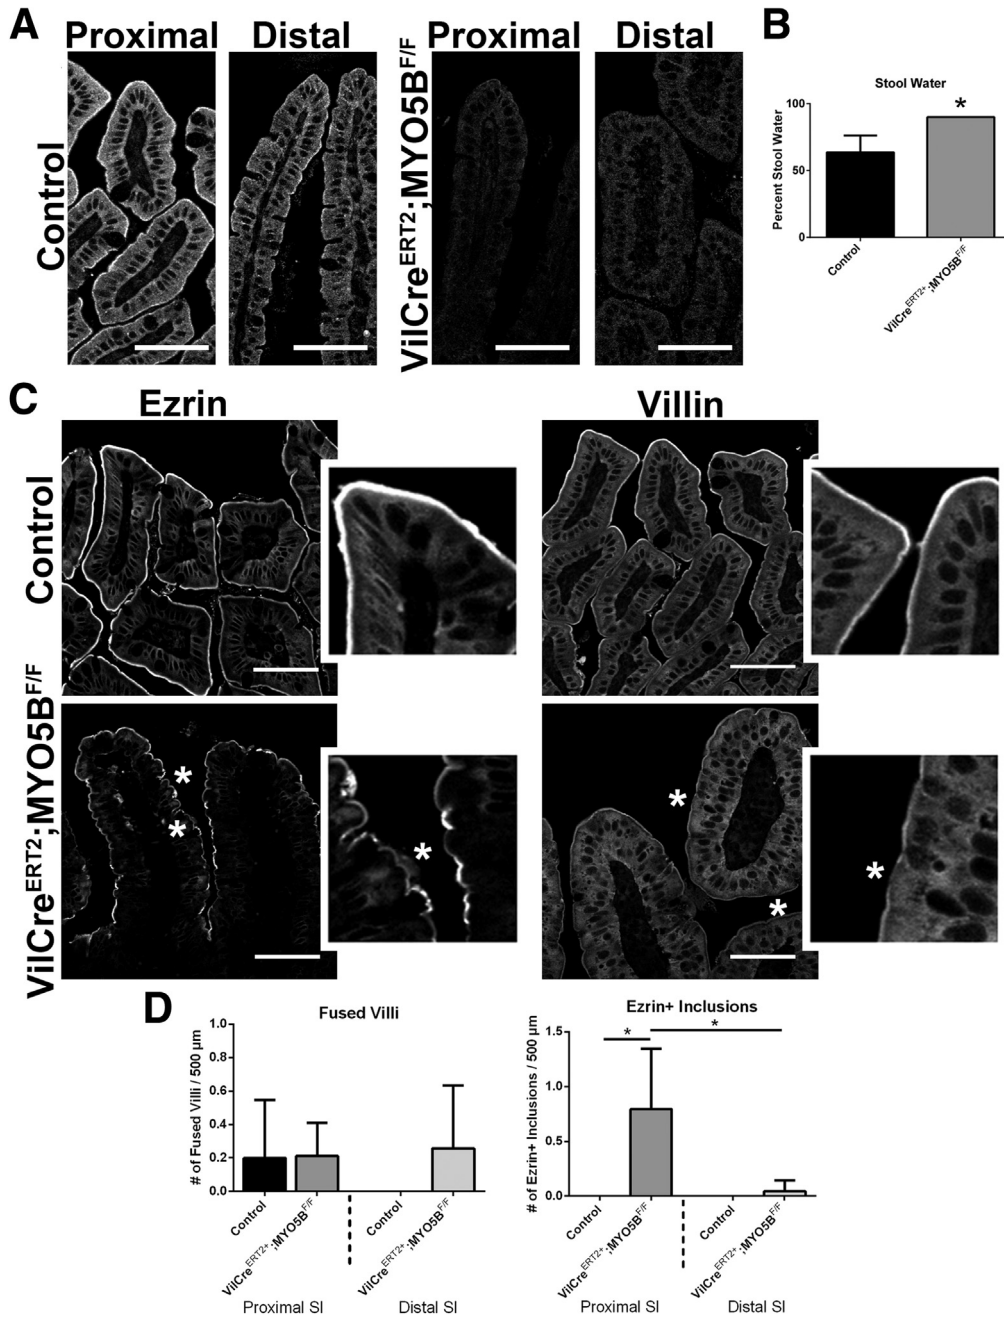 A
Proximal Distal
Proximal Distal
Control
VilCreERT2;MYO5BF/F
B
Stool Water
Percent Stool Water
100
50
0
*
Control
VilCreERT2+;MYO5BF/F
C
Ezrin
Villin
Control
VilCreERT2;MYO5BF/F
*
*
*
*
*
*
D
Fused Villi
# of Fused Villi / 500 µm
1.0
0.8
0.6
0.4
0.2
0.0
Control
VilCreERT2+;MYO5BF/F
Control
VilCreERT2+;MYO5BF/F
Proximal SI
Distal SI
Ezrin+ Inclusions
# of Ezrin+ Inclusions / 500 µm
1.5
1.0
0.5
0.0
*
*
Control
VilCreERT2+;MYO5BF/F
Control
VilCreERT2+;MYO5BF/F
Proximal SI
Distal SI